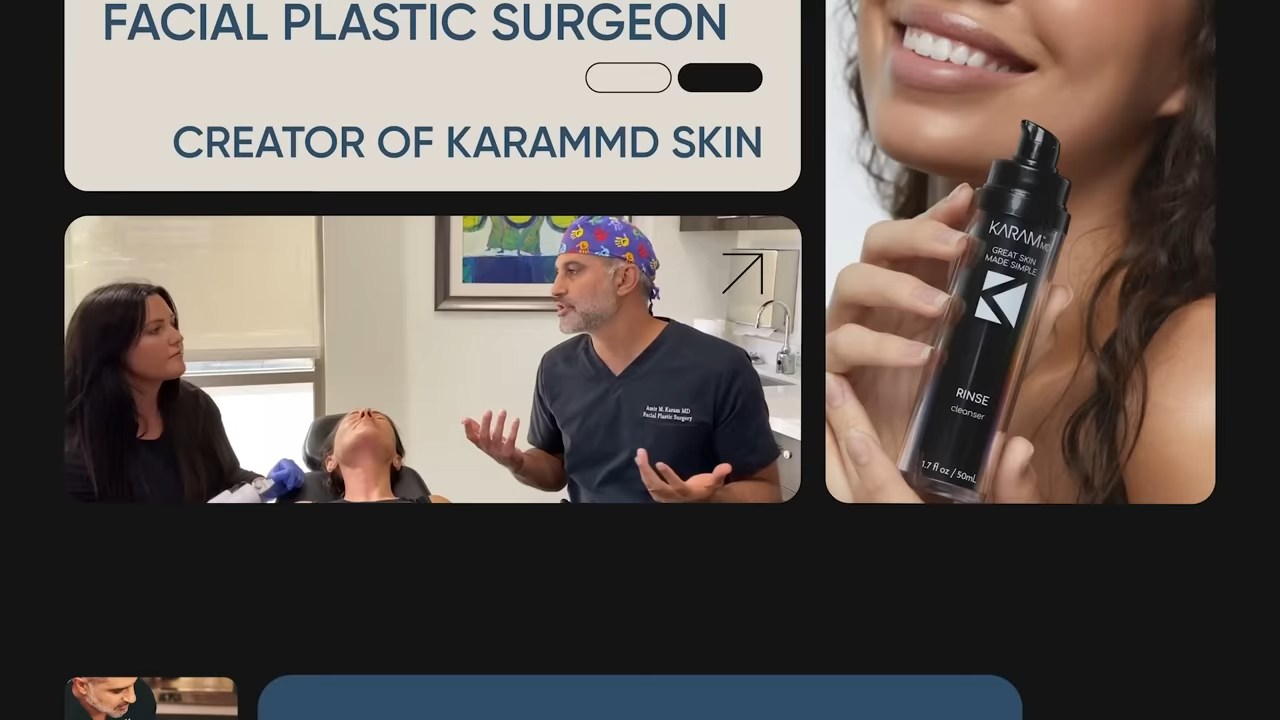 FACIAL PLASTIC SURGEON
CREATOR OF KARAMMD SKIN
Amir M. Karam MD
Facial Plastic Surgery
KARAM MD
GREAT SKIN
MADE SIMPLE
RINSE
cleanser
1.7 fl oz / 50mL